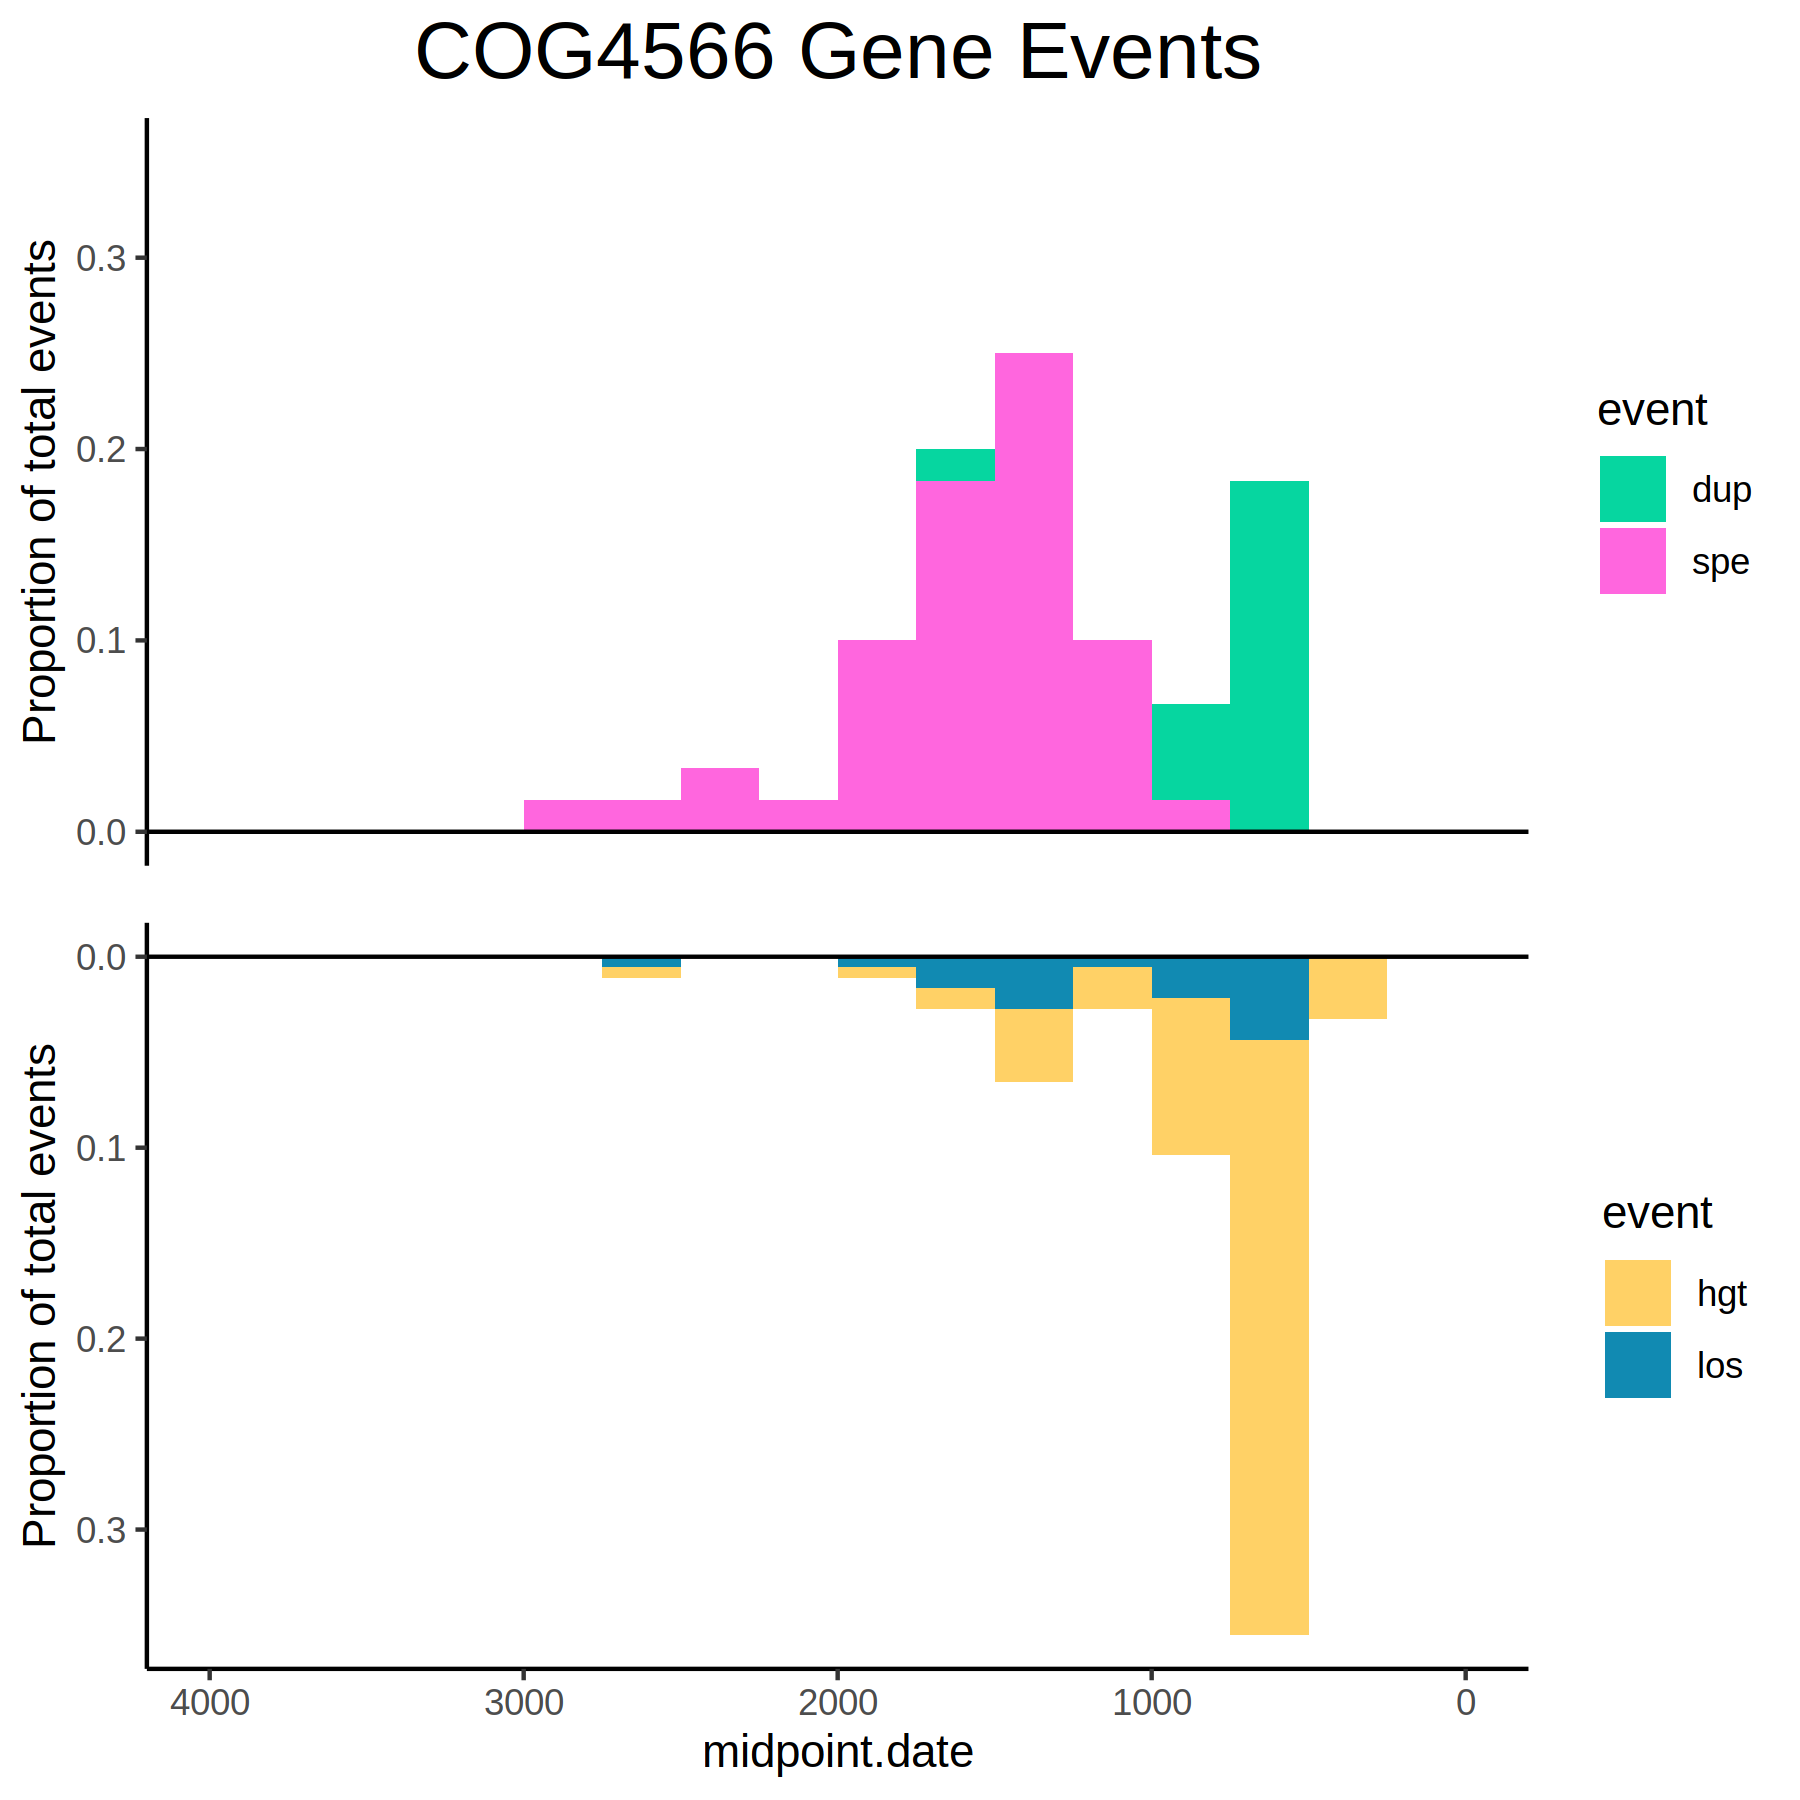 COG4566 Gene Events
Proportion of total events
0.3
0.2
0.1
0.0
event
dup
spe
Proportion of total events
0.0
0.1
0.2
0.3
event
hgt
los
4000 3000 2000 1000 0
midpoint.date